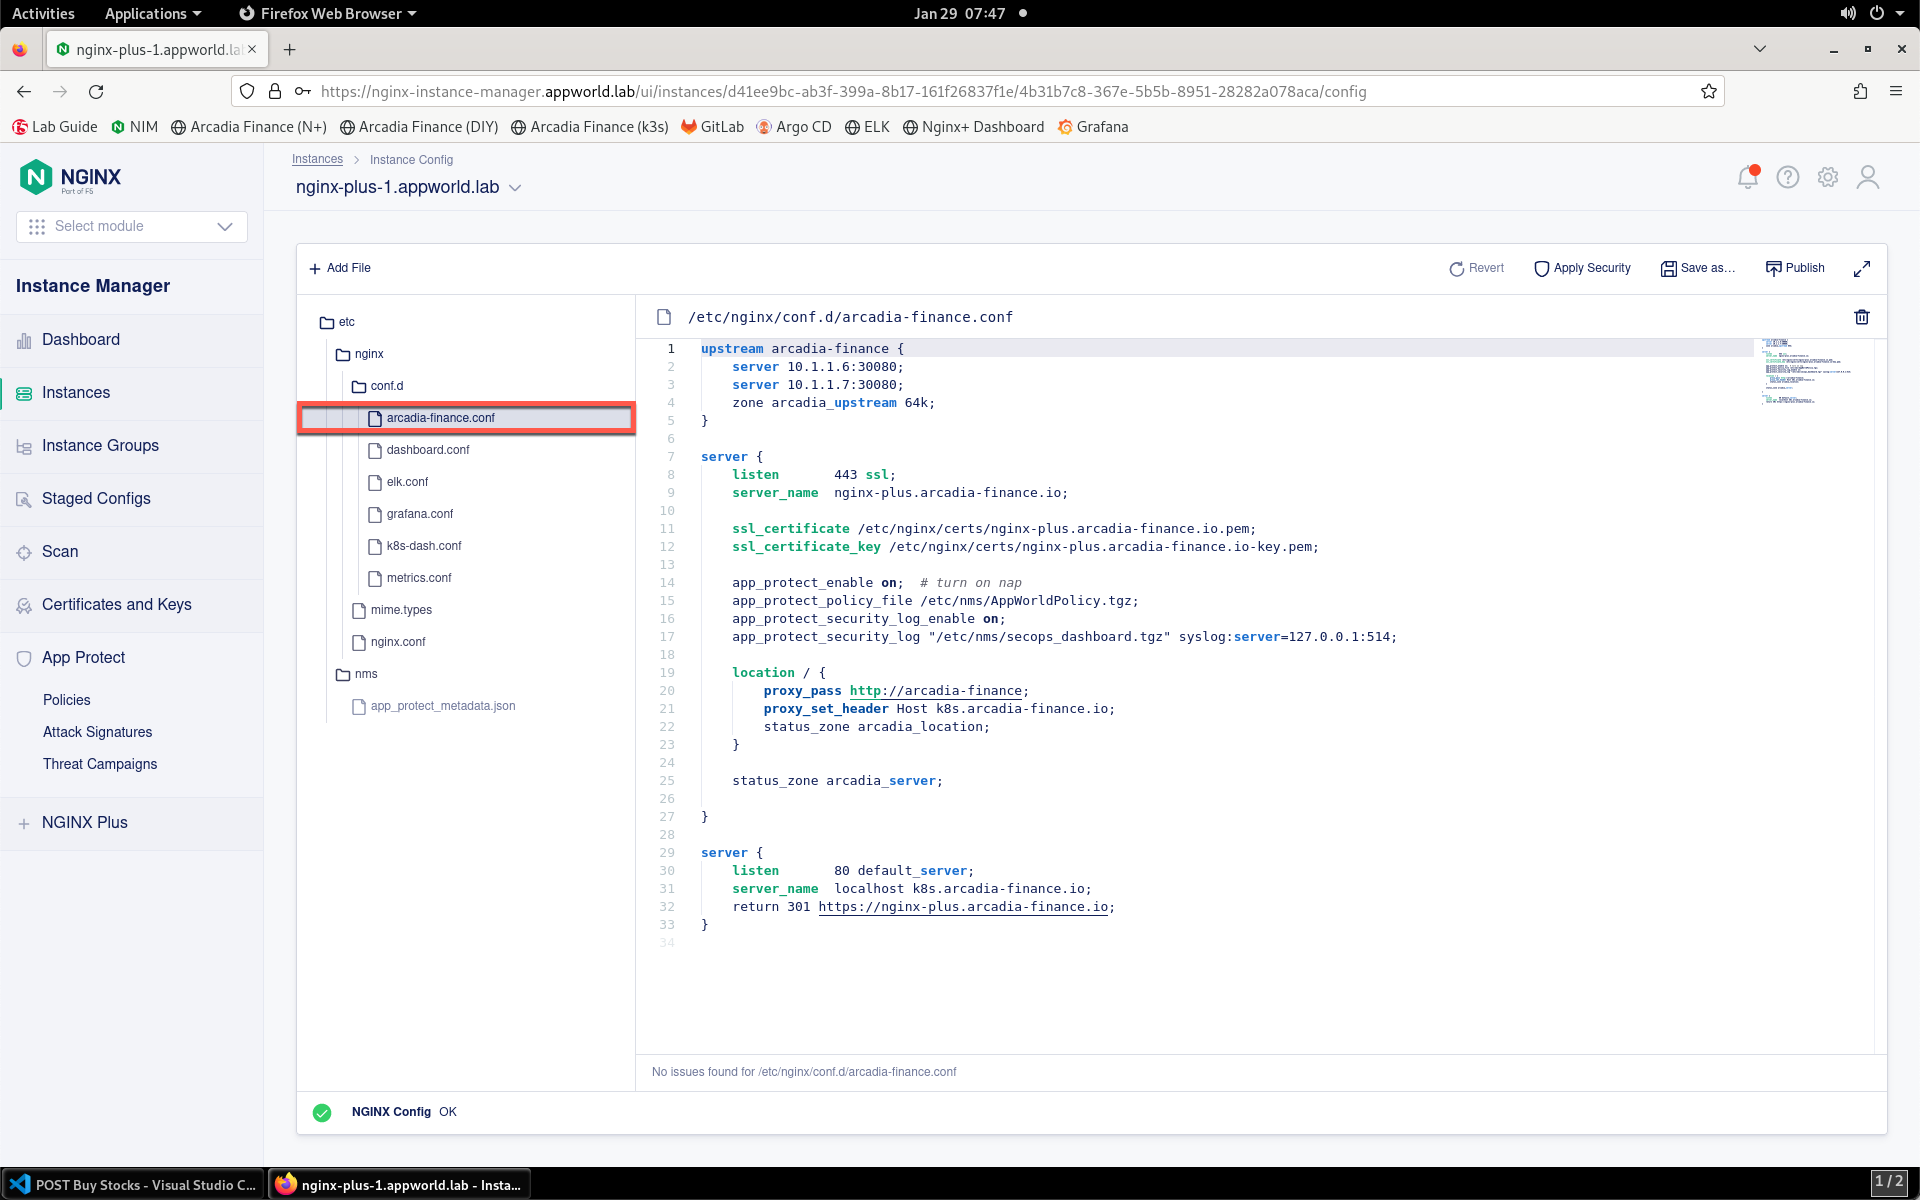 Activities
Applications
Firefox Web Browser
Jan 29 07:47
nginx-plus-1.appworld.la
https://nginx-instance-manager.appworld.lab/ui/instances/d41ee9bc-ab3f-399a-8b17-161f26837f1e/4b31b7c8-367e-5b5b-8951-28282a078aca/config
Lab Guide
NIM
Arcadia Finance (N+)
Arcadia Finance (DIY)
Arcadia Finance (k3s)
GitLab
Argo CD
ELK
Nginx+ Dashboard
Grafana
NGINX
Part of F5
Select module
Instance Manager
Dashboard
Instances
Instance Groups
Staged Configs
Scan
Certificates and Keys
App Protect
Policies
Attack Signatures
Threat Campaigns
NGINX Plus
Instances > Instance Config
nginx-plus-1.appworld.lab
Add File
Revert
Apply Security
Save as...
Publish
etc
nginx
conf.d
arcadia-finance.conf
dashboard.conf
elk.conf
grafana.conf
k8s-dash.conf
metrics.conf
mime.types
nginx.conf
nms
app_protect_metadata.json
/etc/nginx/conf.d/arcadia-finance.conf
1 upstream arcadia-finance {
2     server 10.1.1.6:30080;
3     server 10.1.1.7:30080;
4     zone arcadia_upstream 64k;
5 }
6
7 server {
8     listen       443 ssl;
9     server_name  nginx-plus.arcadia-finance.io;
10
11     ssl_certificate /etc/nginx/certs/nginx-plus.arcadia-finance.io.pem;
12     ssl_certificate_key /etc/nginx/certs/nginx-plus.arcadia-finance.io-key.pem;
13
14     app_protect_enable on;  # turn on nap
15     app_protect_policy_file /etc/nms/AppWorldPolicy.tgz;
16     app_protect_security_log_enable on;
17     app_protect_security_log "/etc/nms/secops_dashboard.tgz" syslog:server=127.0.0.1:514;
18
19     location / {
20         proxy_pass http://arcadia-finance;
21         proxy_set_header Host k8s.arcadia-finance.io;
22         status_zone arcadia_location;
23     }
24
25     status_zone arcadia_server;
26
27 }
28
29 server {
30     listen       80 default_server;
31     server_name  localhost k8s.arcadia-finance.io;
32     return 301 https://nginx-plus.arcadia-finance.io;
33 }
34
No issues found for /etc/nginx/conf.d/arcadia-finance.conf
NGINX Config OK
POST Buy Stocks - Visual Studio C...
nginx-plus-1.appworld.lab - Insta...
1 / 2